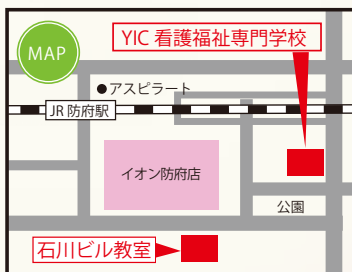 MAP
YIC 看護福祉専門学校
アスピラート
JR 防府駅
イオン防府店
公園
石川ビル教室